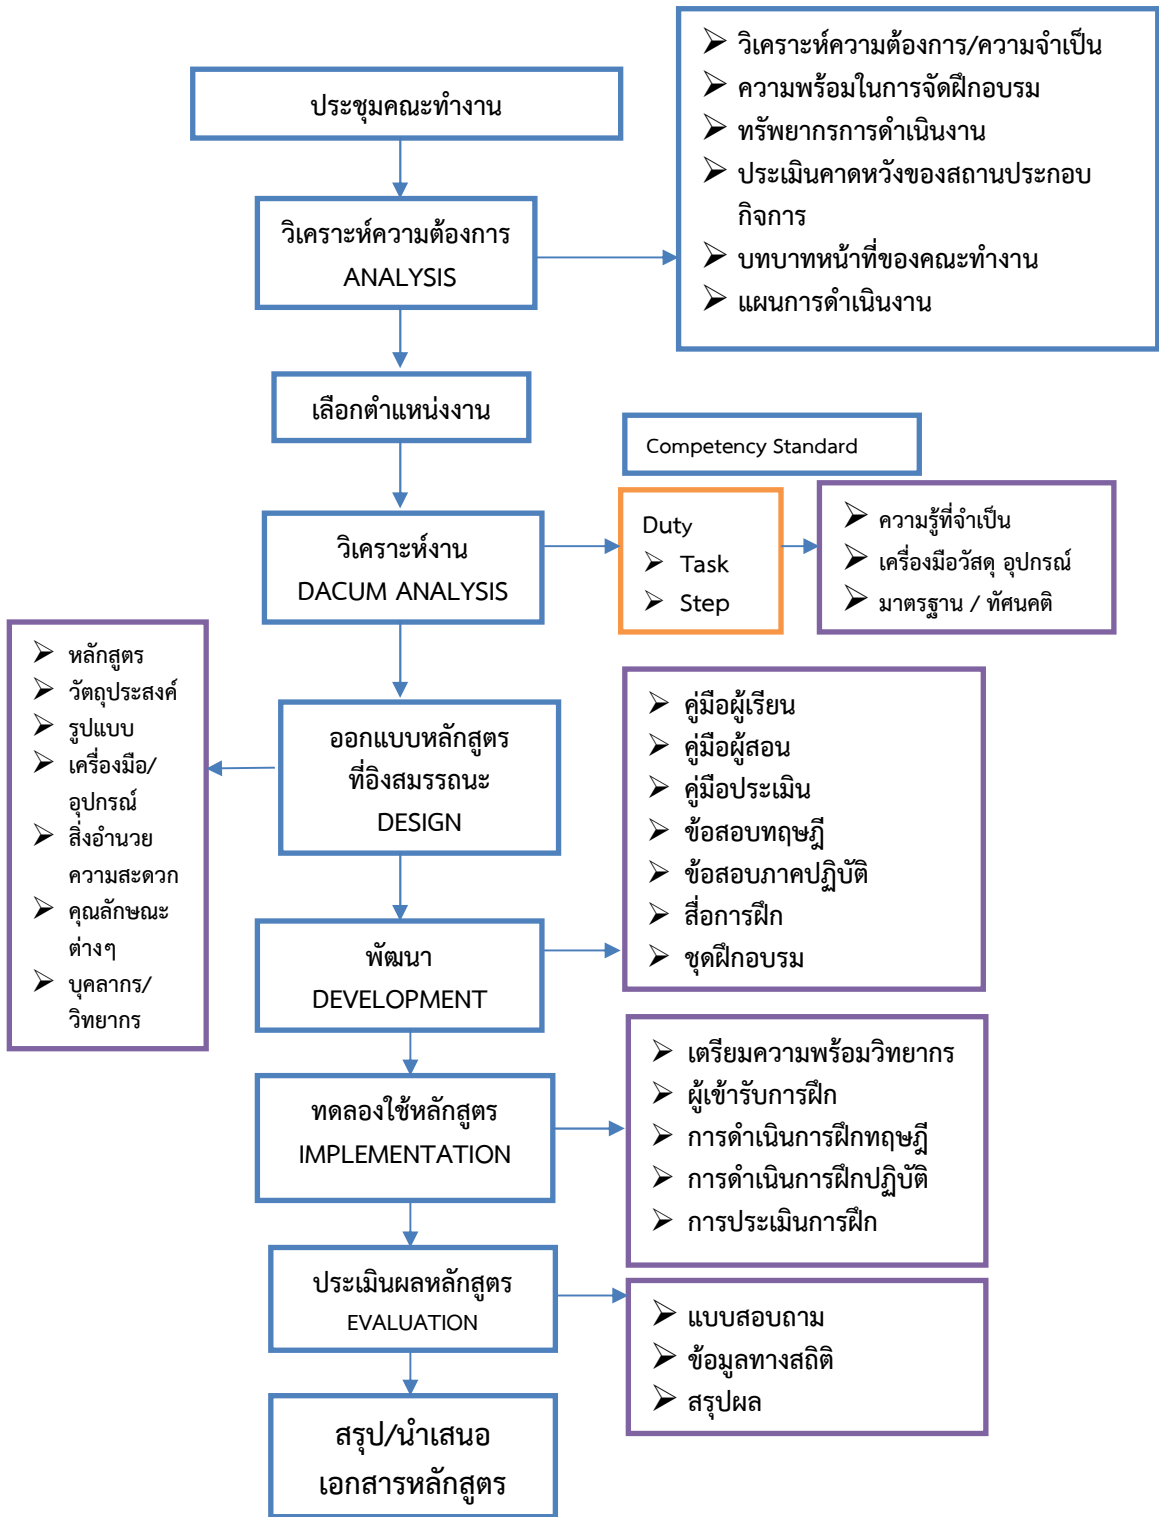 ประชุมคณะทำงาน
➢ วิเคราะห์ความต้องการ/ความจำเป็น
➢ ความพร้อมในการจัดฝึกอบรม
➢ ทรัพยากรการดำเนินงาน
➢ ประเมินคาดหวังของสถานประกอบ
กิจการ
➢ บทบาทหน้าที่ของคณะทำงาน
➢ แผนการดำเนินงาน
วิเคราะห์ความต้องการ
ANALYSIS
เลือกตำแหน่งงาน
Competency Standard
วิเคราะห์งาน
DACUM ANALYSIS
Duty
➢ Task
➢ Step
➢ ความรู้ที่จำเป็น
➢ เครื่องมือวัสดุ อุปกรณ์
➢ มาตรฐาน / ทัศนคติ
ออกแบบหลักสูตร
ที่อิงสมรรถนะ
DESIGN
➢ หลักสูตร
➢ วัตถุประสงค์
➢ รูปแบบ
➢ เครื่องมือ/
อุปกรณ์
➢ สิ่งอำนวย
ความสะดวก
➢ คุณลักษณะ
ต่างๆ
➢ บุคลากร/
วิทยากร
➢ คู่มือผู้เรียน
➢ คู่มือผู้สอน
➢ คู่มือประเมิน
➢ ข้อสอบทฤษฎี
➢ ข้อสอบภาคปฏิบัติ
➢ สื่อการฝึก
➢ ชุดฝึกอบรม
พัฒนา
DEVELOPMENT
ทดลองใช้หลักสูตร
IMPLEMENTATION
➢ เตรียมความพร้อมวิทยากร
➢ ผู้เข้ารับการฝึก
➢ การดำเนินการฝึกทฤษฎี
➢ การดำเนินการฝึกปฏิบัติ
➢ การประเมินการฝึก
ประเมินผลหลักสูตร
EVALUATION
➢ แบบสอบถาม
➢ ข้อมูลทางสถิติ
➢ สรุปผล
สรุป/นำเสนอ
เอกสารหลักสูตร